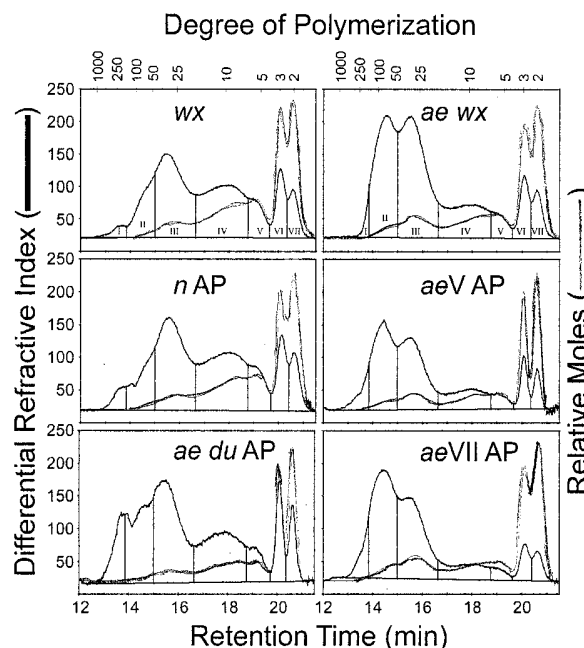 Degree of Polymerization
1000 250 100 50 25 10 5 3 2 1000 250 100 50 25 10 5 3 2
Differential Refractive Index (
)
Relative Moles (
)
250 200 150 100 50
wx
I II III IV V VI VII
ae wx
I II III IV V VI VII
250 200 150 100 50
n AP
aeV AP
250 200 150 100 50
ae du AP
aeVII AP
12 14 16 18 20 12 14 16 18 20
Retention Time (min)